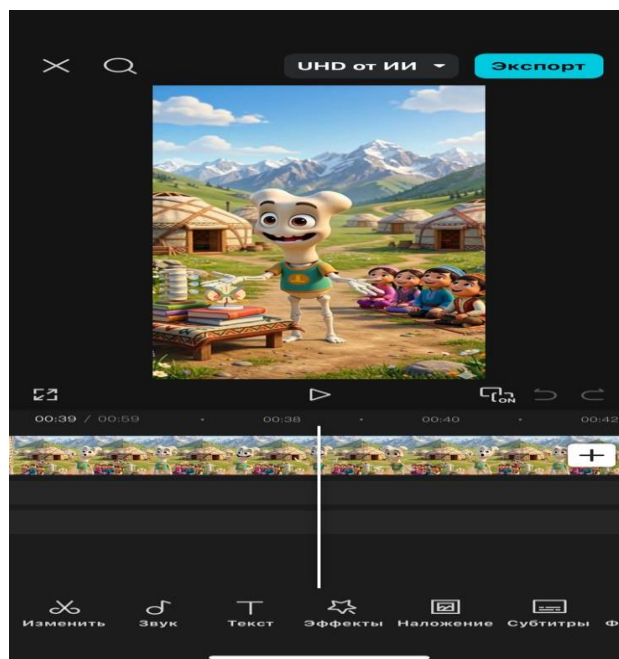 UHD от ИИ Экспорт
ON
00:39 / 00:59 00:38 00:40 00:42
Изменить Звук Текст Эффекты Наложение Субтитры Ф